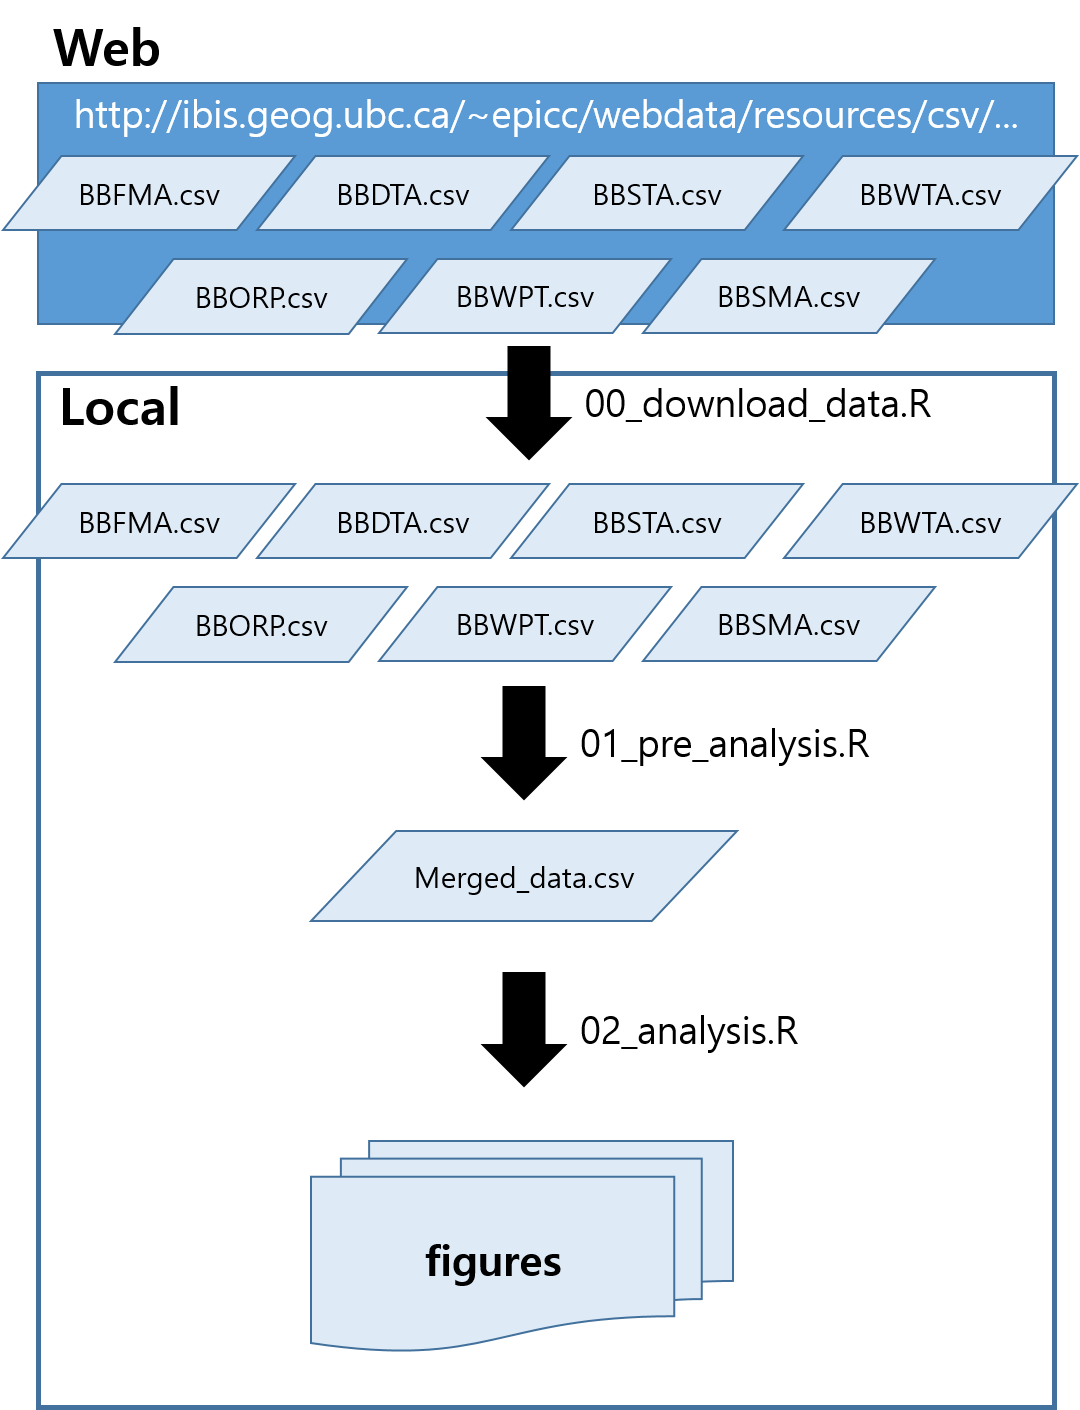 Web
http://ibis.geog.ubc.ca/~epicc/webdata/resources/csv/...
BBFMA.csv
BBDTA.csv
BBSTA.csv
BBWTA.csv
BBORP.csv
BBWPT.csv
BBSMA.csv
Local
00_download_data.R
BBFMA.csv
BBDTA.csv
BBSTA.csv
BBWTA.csv
BBORP.csv
BBWPT.csv
BBSMA.csv
01_pre_analysis.R
Merged_data.csv
02_analysis.R
figures